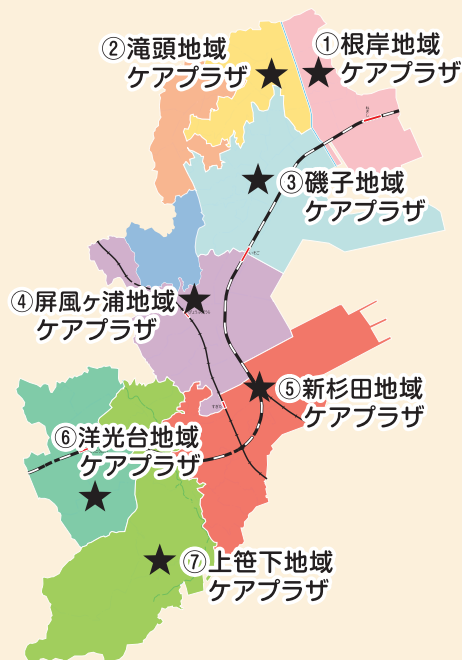 ①根岸地域
ケアプラザ
②滝頭地域
ケアプラザ
③磯子地域
ケアプラザ
④屏風ヶ浦地域
ケアプラザ
⑤新杉田地域
ケアプラザ
⑥洋光台地域
ケアプラザ
⑦上笹下地域
ケアプラザ